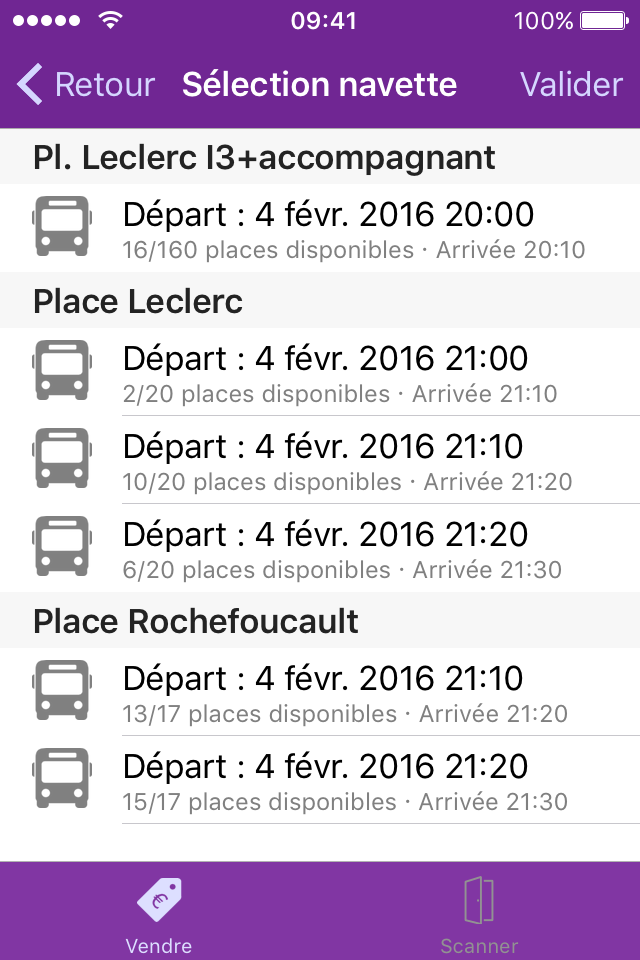 09:41
100%
Retour
Sélection navette
Valider
Pl. Leclerc I3+accompagnant
Départ : 4 févr. 2016 20:00
16/160 places disponibles · Arrivée 20:10
Place Leclerc
Départ : 4 févr. 2016 21:00
2/20 places disponibles · Arrivée 21:10
Départ : 4 févr. 2016 21:10
10/20 places disponibles · Arrivée 21:20
Départ : 4 févr. 2016 21:20
6/20 places disponibles · Arrivée 21:30
Place Rochefoucault
Départ : 4 févr. 2016 21:10
13/17 places disponibles · Arrivée 21:20
Départ : 4 févr. 2016 21:20
15/17 places disponibles · Arrivée 21:30
€
Vendre
Scanner